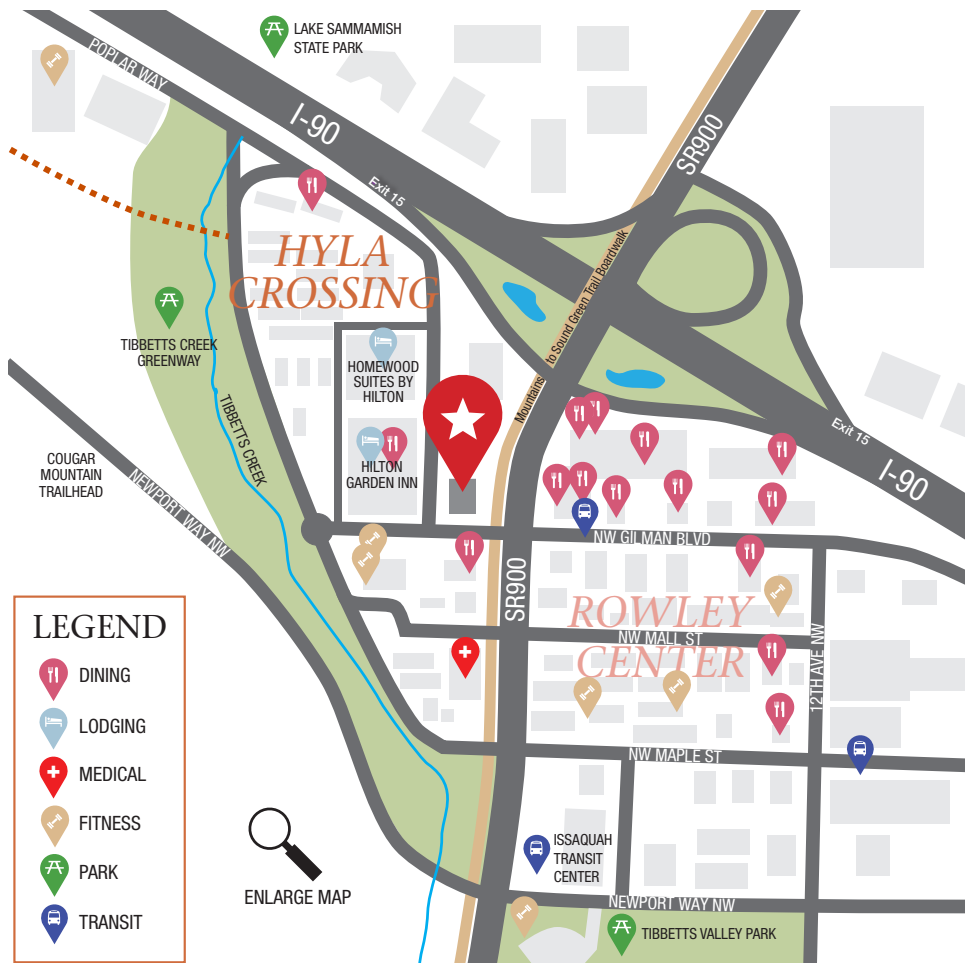 LAKE SAMMAMISH
STATE PARK
POPLAR WAY
I-90
SR900
Exit 15
Mountains to Sound Green Trail Boardwalk
HYLA
CROSSING
TIBBETTS CREEK
GREENWAY
HOMEWOOD
SUITES BY
HILTON
TIBBETTS CREEK
HILTON
GARDEN INN
COUGAR
MOUNTAIN
TRAILHEAD
NEWPORT WAY NW
Exit 15
I-90
NW GILMAN BLVD
SR900
ROWLEY
CENTER
NW MALL ST
12TH AVE NW
NW MAPLE ST
LEGEND
DINING
LODGING
MEDICAL
FITNESS
PARK
TRANSIT
ENLARGE MAP
ISSAQUAH
TRANSIT
CENTER
NEWPORT WAY NW
TIBBETTS VALLEY PARK